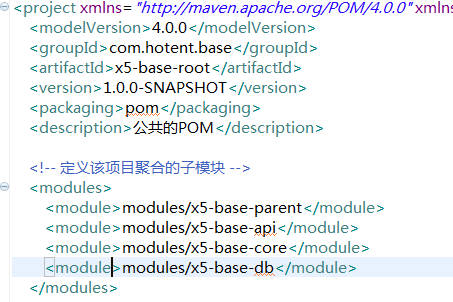 <project xmlns="http://maven.apache.org/POM/4.0.0" xmlns
<modelVersion>4.0.0</modelVersion>
<groupId>com.hotent.base</groupId>
<artifactId>x5-base-root</artifactId>
<version>1.0.0-SNAPSHOT</version>
<packaging>pom</packaging>
<description>公共的POM</description>
<!-- 定义该项目聚合的子模块 -->
<modules>
<module>modules/x5-base-parent</module>
<module>modules/x5-base-api</module>
<module>modules/x5-base-core</module>
<module>modules/x5-base-db</module>
</modules>